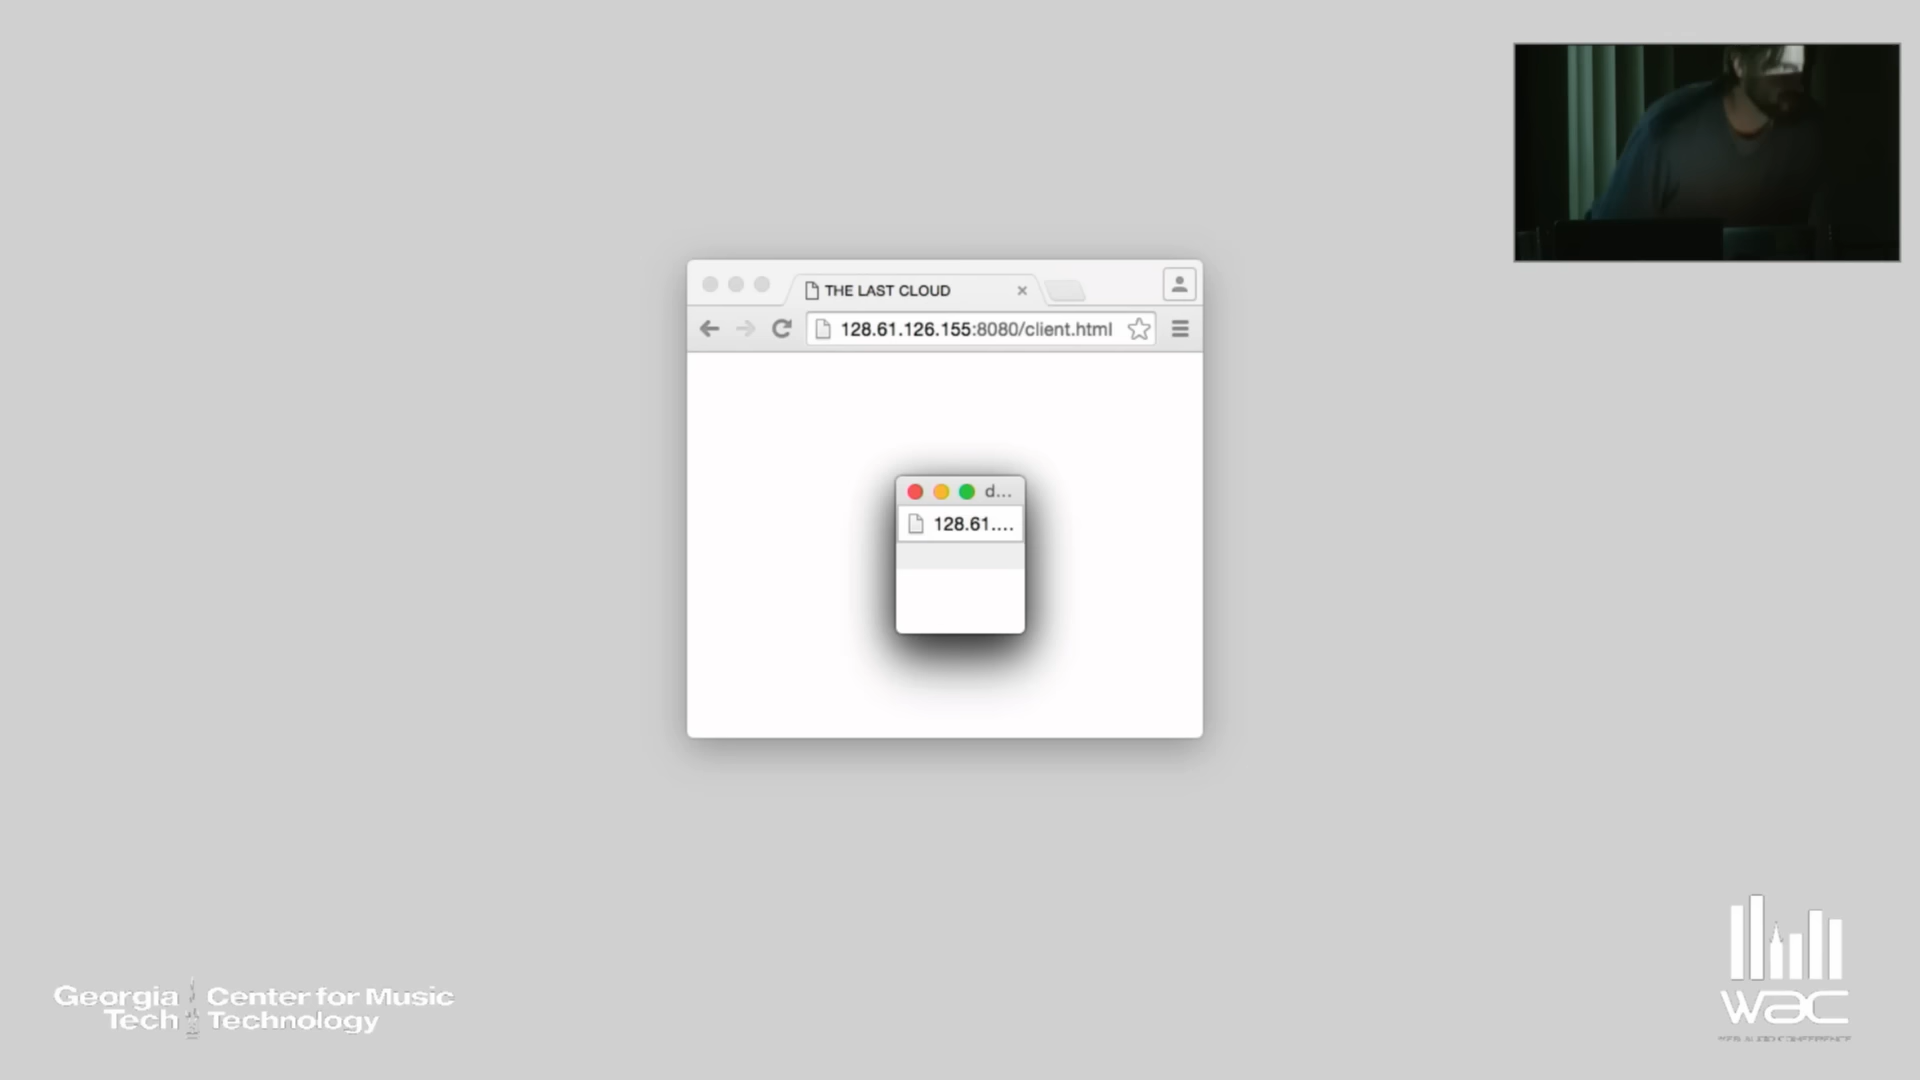 THE LAST CLOUD
128.61.126.155:8080/client.html
d...
128.61....
Georgia Tech
Center for Music Technology
wac